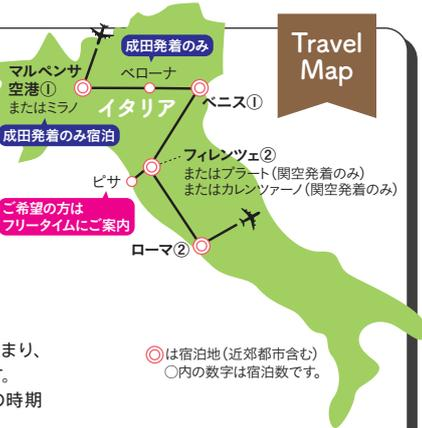 Travel
Map
成田発着のみ
マルペンサ
空港①
またはミラノ
ベローナ
イタリア
ベニス①
成田発着のみ宿泊
フィレンツェ②
またはプラート（関空発着のみ）
またはカレンツァーノ（関空発着のみ）
ピサ
ご希望の方は
フリータイムにご案内
ローマ②
まり、
す。
の時期
◎は宿泊地（近郊都市含む）
○内の数字は宿泊数です。